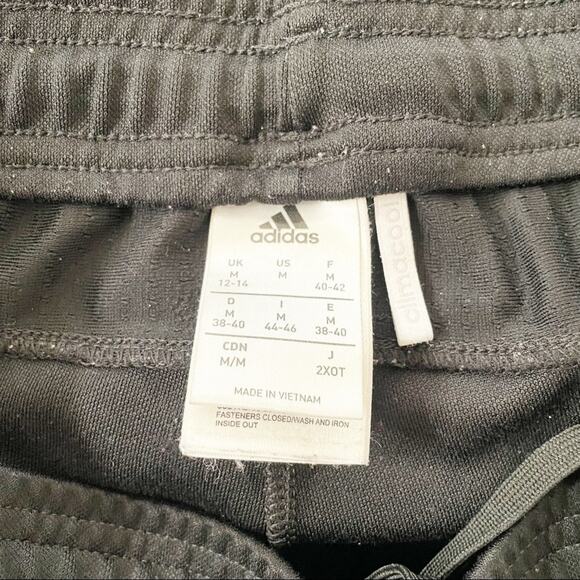 adidas
UK US F
M M M
12-14 40-42
D I E
M M M
38-40 44-46 38-40
CDN J
M/M 2XOT
MADE IN VIETNAM
FASTENERS CLOSED/WASH AND IRON
INSIDE OUT
climacool